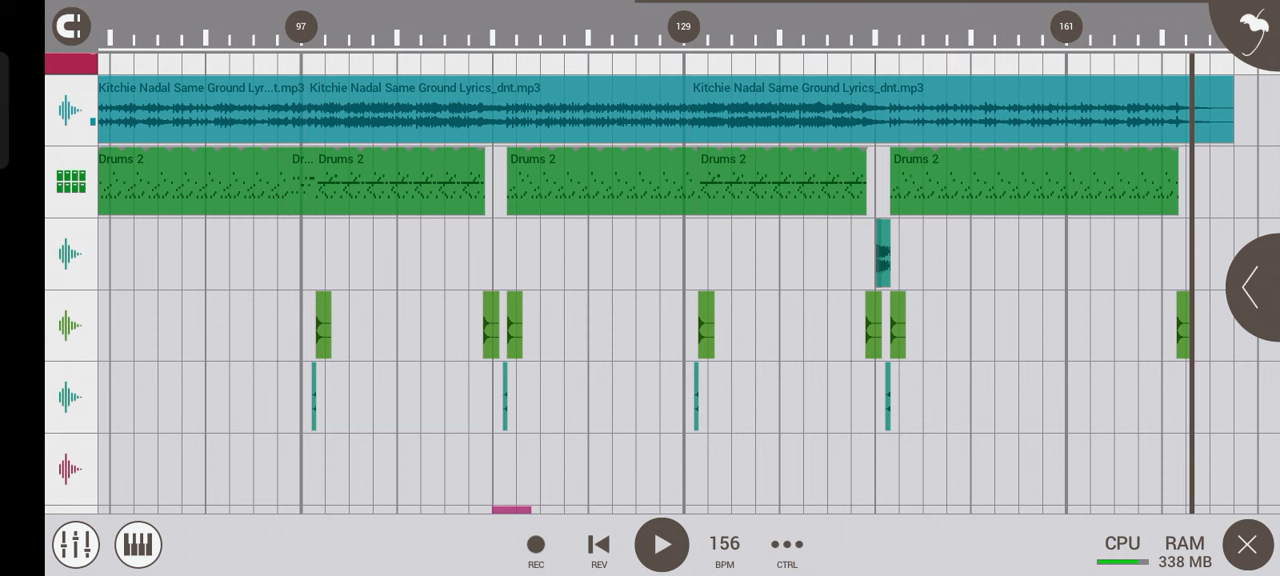 97
129
161
Kitchie Nadal Same Ground Lyr...t.mp3
Kitchie Nadal Same Ground Lyrics_dnt.mp3
Kitchie Nadal Same Ground Lyrics_dnt.mp3
Drums 2
Dr...
Drums 2
Drums 2
Drums 2
Drums 2
156
CPU
RAM
338 MB
REC
REV
BPM
CTRL